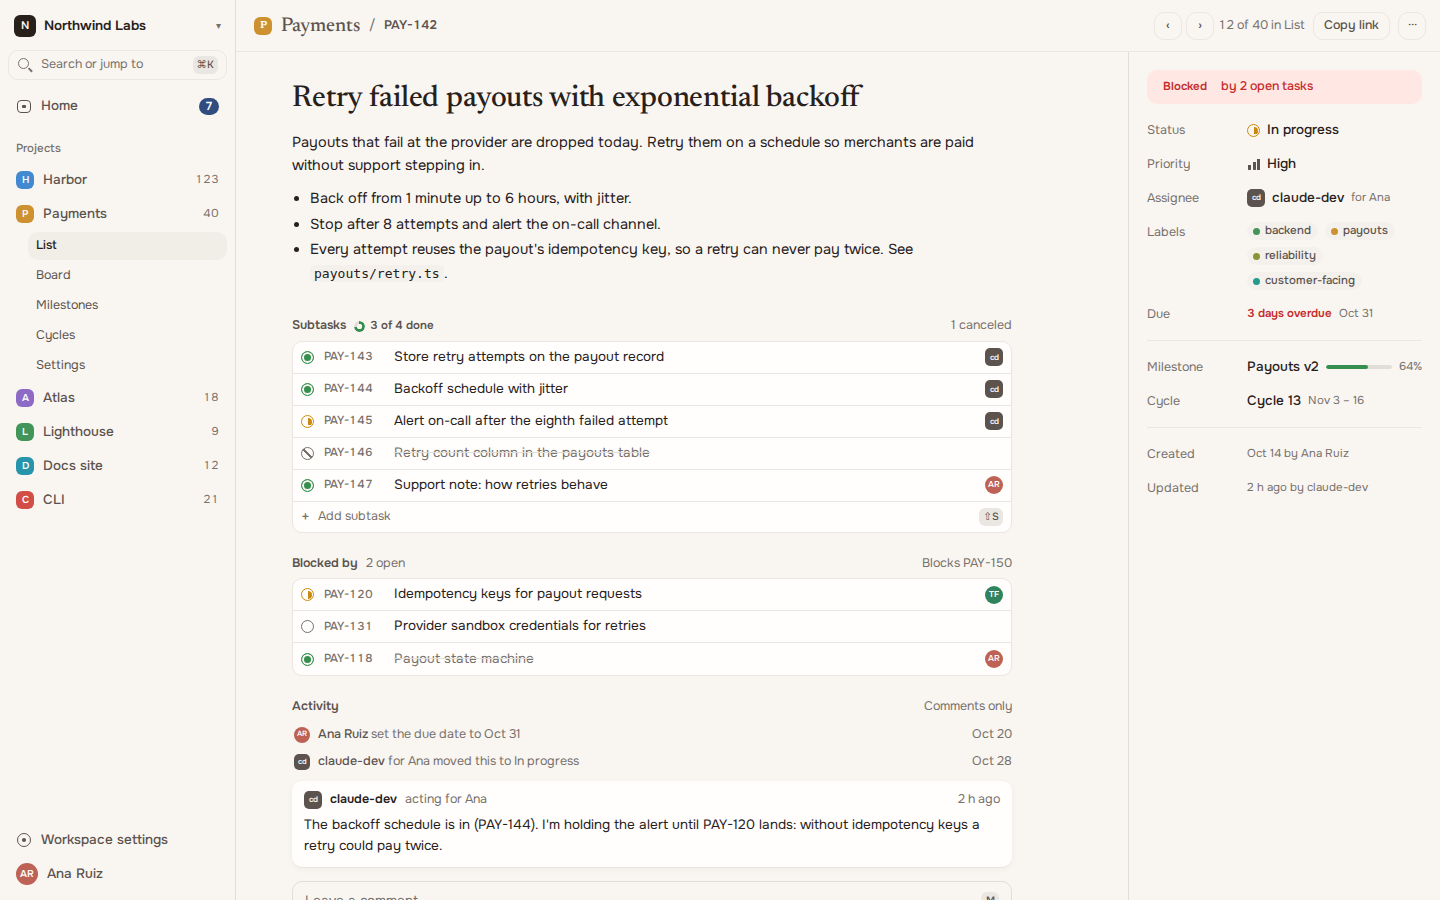 N Northwind Labs
Search or jump to ⌘K
Home 7
Projects
H Harbor 123
P Payments 40
List
Board
Milestones
Cycles
Settings
A Atlas 18
L Lighthouse 9
D Docs site 12
C CLI 21
Workspace settings
AR Ana Ruiz
P Payments / PAY-142
12 of 40 in List Copy link ...
Retry failed payouts with exponential backoff
Payouts that fail at the provider are dropped today. Retry them on a schedule so merchants are paid
without support stepping in.
• Back off from 1 minute up to 6 hours, with jitter.
• Stop after 8 attempts and alert the on-call channel.
• Every attempt reuses the payout's idempotency key, so a retry can never pay twice. See
payouts/retry.ts.
Subtasks 3 of 4 done 1 canceled
PAY-143 Store retry attempts on the payout record cd
PAY-144 Backoff schedule with jitter cd
PAY-145 Alert on-call after the eighth failed attempt cd
PAY-146 Retry count column in the payouts table
PAY-147 Support note: how retries behave AR
+ Add subtask ⇧S
Blocked by 2 open Blocks PAY-150
PAY-120 Idempotency keys for payout requests TF
PAY-131 Provider sandbox credentials for retries
PAY-118 Payout state machine AR
Activity Comments only
AR Ana Ruiz set the due date to Oct 31 Oct 20
cd claude-dev for Ana moved this to In progress Oct 28
cd claude-dev acting for Ana 2 h ago
The backoff schedule is in (PAY-144). I'm holding the alert until PAY-120 lands: without idempotency keys a
retry could pay twice.
Leave a comment M
Blocked by 2 open tasks
Status In progress
Priority High
Assignee cd claude-dev for Ana
Labels backend payouts
reliability
customer-facing
Due 3 days overdue Oct 31
Milestone Payouts v2 64%
Cycle Cycle 13 Nov 3 – 16
Created Oct 14 by Ana Ruiz
Updated 2 h ago by claude-dev